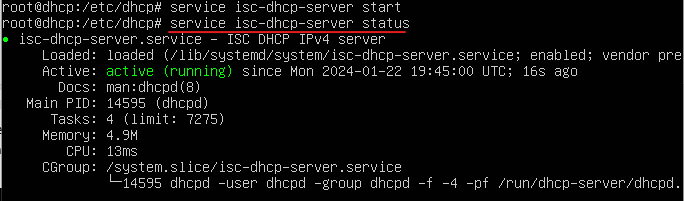 root@dhcp:/etc/dhcp# service isc-dhcp-server start
root@dhcp:/etc/dhcp# service isc-dhcp-server status
● isc-dhcp-server.service - ISC DHCP IPv4 server
Loaded: loaded (/lib/systemd/system/isc-dhcp-server.service; enabled; vendor pre
Active: active (running) since Mon 2024-01-22 19:45:00 UTC; 16s ago
Docs: man:dhcpd(8)
Main PID: 14595 (dhcpd)
Tasks: 4 (limit: 7275)
Memory: 4.9M
CPU: 13ms
CGroup: /system.slice/isc-dhcp-server.service
└─14595 dhcpd -user dhcpd -group dhcpd -f -4 -pf /run/dhcp-server/dhcpd.